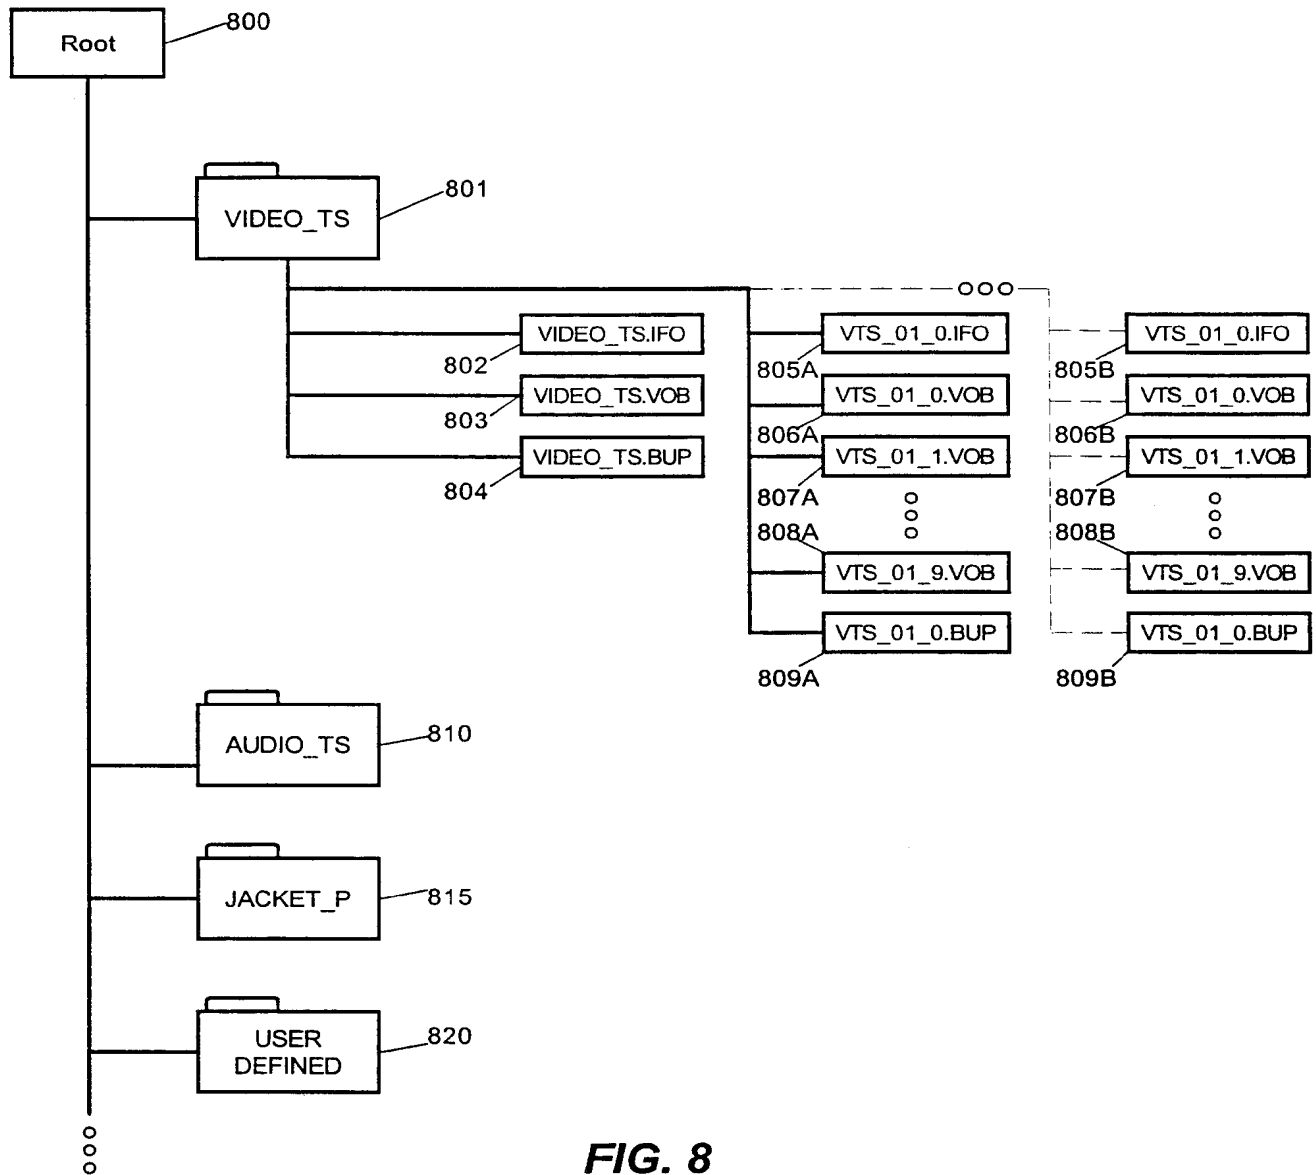 Root
800
VIDEO_TS
801
VIDEO_TS.IFO
802
VIDEO_TS.VOB
803
VIDEO_TS.BUP
804
VTS_01_0.IFO
805A
VTS_01_0.VOB
806A
VTS_01_1.VOB
807A
808A
VTS_01_9.VOB
VTS_01_0.BUP
809A
VTS_01_0.IFO
805B
VTS_01_0.VOB
806B
VTS_01_1.VOB
807B
808B
VTS_01_9.VOB
VTS_01_0.BUP
809B
AUDIO_TS
810
JACKET_P
815
USER
DEFINED
820
FIG. 8